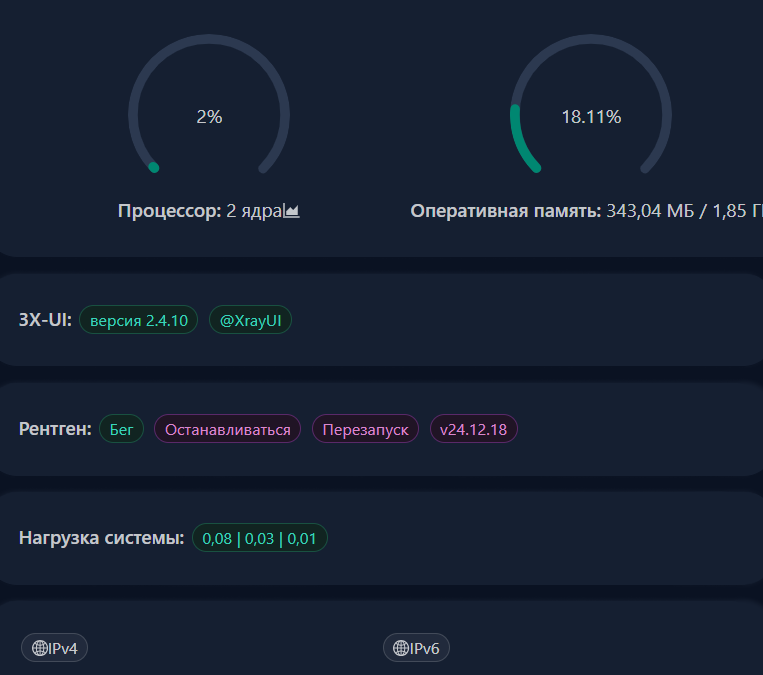 2% 18.11%
Процессор: 2 ядра Оперативная память: 343,04 МБ / 1,85
3X-UI: версия 2.4.10 @XrayUI
Рентген: Бег Останавливаться Перезапуск v24.12.18
Нагрузка системы: 0,08 | 0,03 | 0,01
IPv4 IPv6